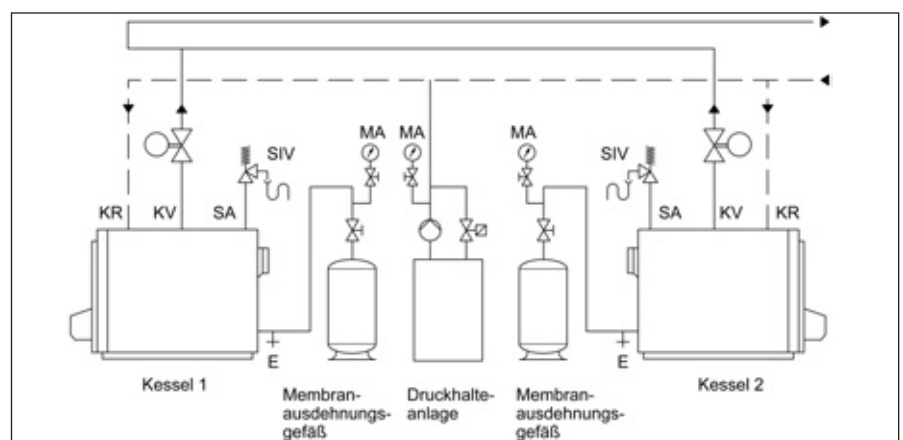 MA MA MA
SIV SIV
KR KV SA SA KV KR
E E
Kessel 1 Kessel 2
Membran-
ausdehnungs-
gefäß
Druckhalte-
anlage
Membran-
ausdehnungs-
gefäß